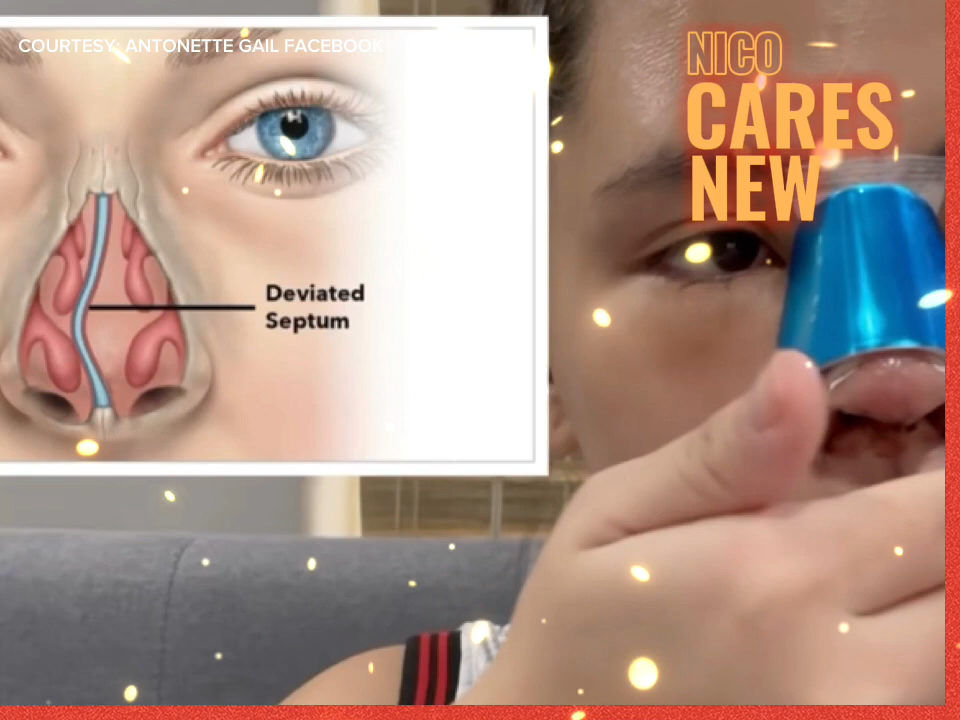 COURTESY: ANTONETTE GAIL FACEBOOK
NICO
CARES
NEW
Deviated
Septum